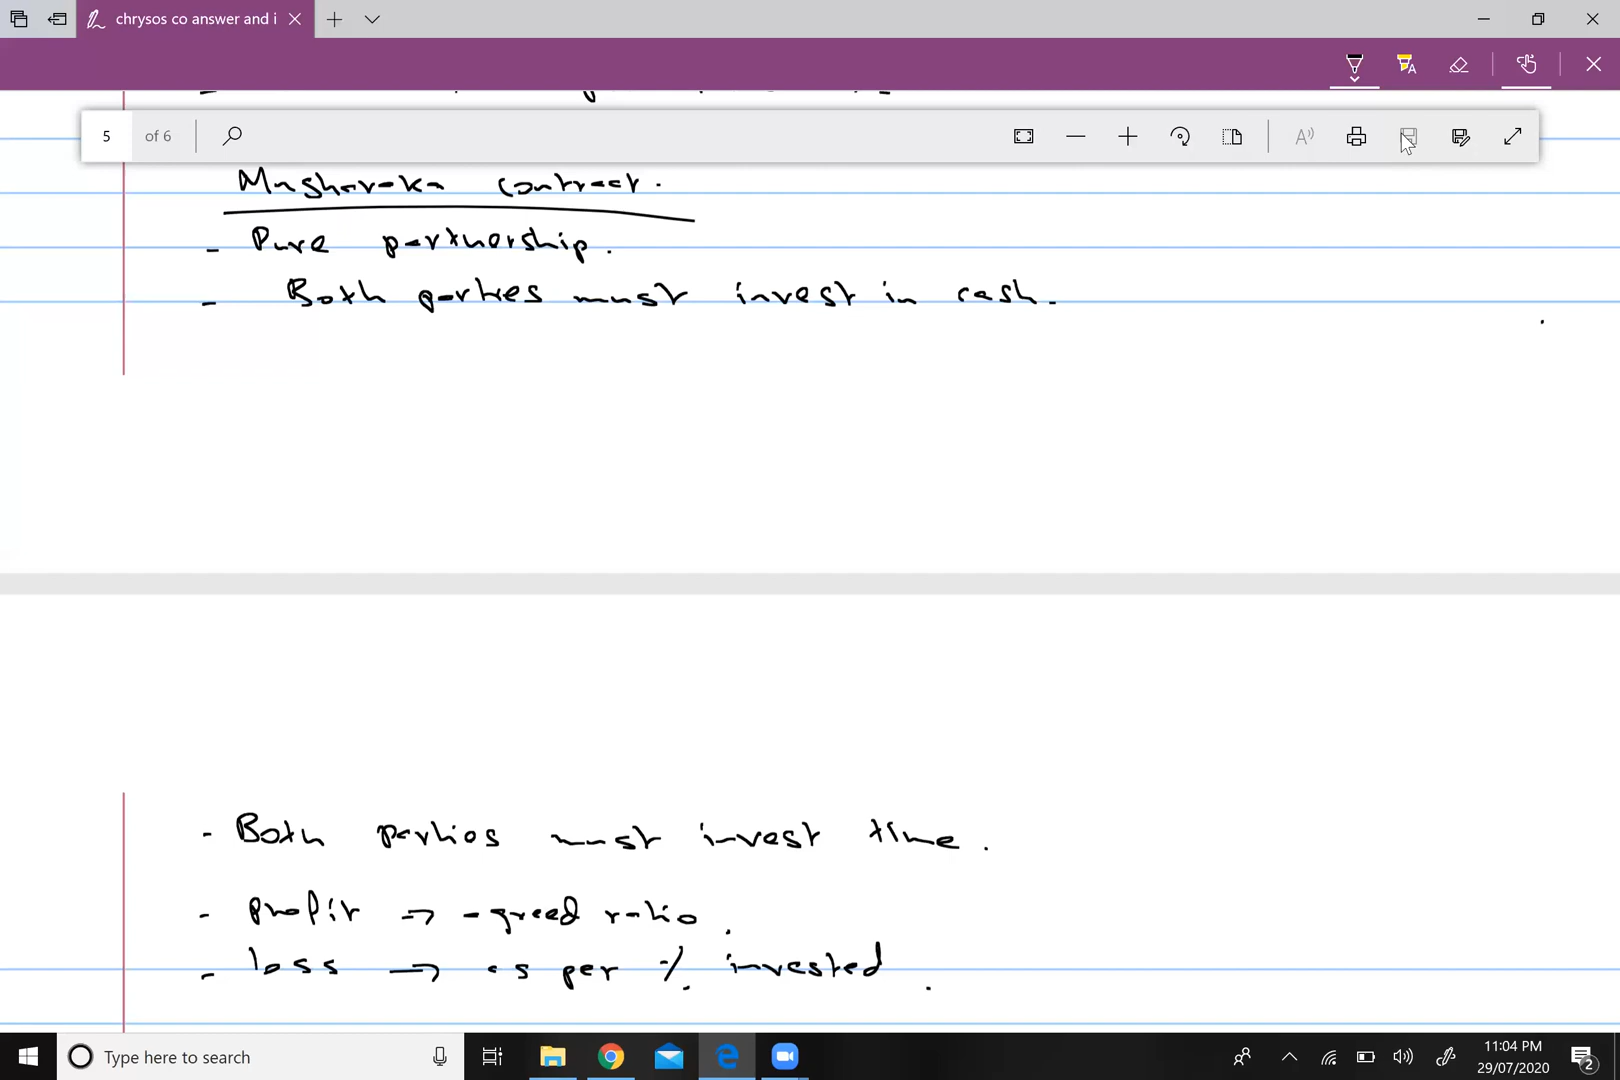 chrysos co answer and i
5 of 6
Musharaka contract.
- Pure partnership.
- Both parties must invest in cash.
- Both parties must invest time.
- profit → agreed ratio.
- loss → as per % invested.
Type here to search
11:04 PM
29/07/2020
2